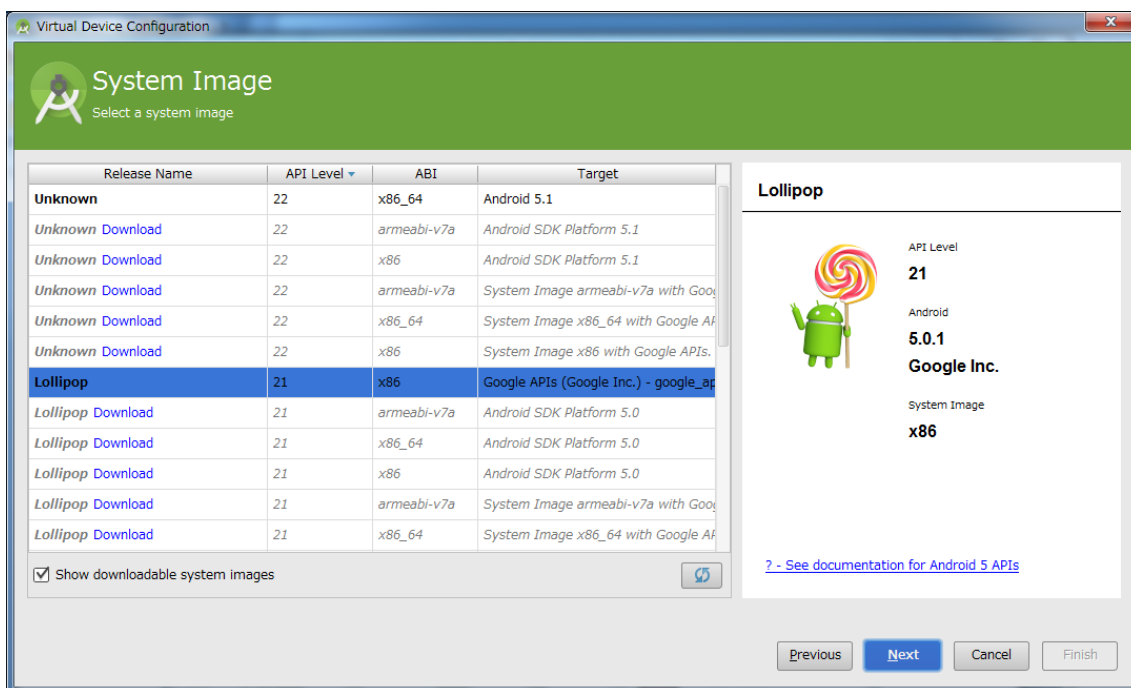 Virtual Device Configuration
System Image
Select a system image
Release Name API Level ABI Target
Unknown 22 x86_64 Android 5.1
Unknown Download 22 armeabi-v7a Android SDK Platform 5.1
Unknown Download 22 x86 Android SDK Platform 5.1
Unknown Download 22 armeabi-v7a System Image armeabi-v7a with
Unknown Download 22 x86_64 System Image x86_64 with Google
Unknown Download 22 x86 System Image x86 with Google APIs.
Lollipop 21 x86 Google APIs (Google Inc.) - google_ap
Lollipop Download 21 armeabi-v7a Android SDK Platform 5.0
Lollipop Download 21 x86_64 Android SDK Platform 5.0
Lollipop Download 21 x86 Android SDK Platform 5.0
Lollipop Download 21 armeabi-v7a System Image armeabi-v7a with
Lollipop Download 21 x86_64 System Image x86_64 with Google
Show downloadable system images
Lollipop
API Level
21
Android
5.0.1
Google Inc.
System Image
x86
? - See documentation for Android 5 APIs
Previous Next Cancel Finish